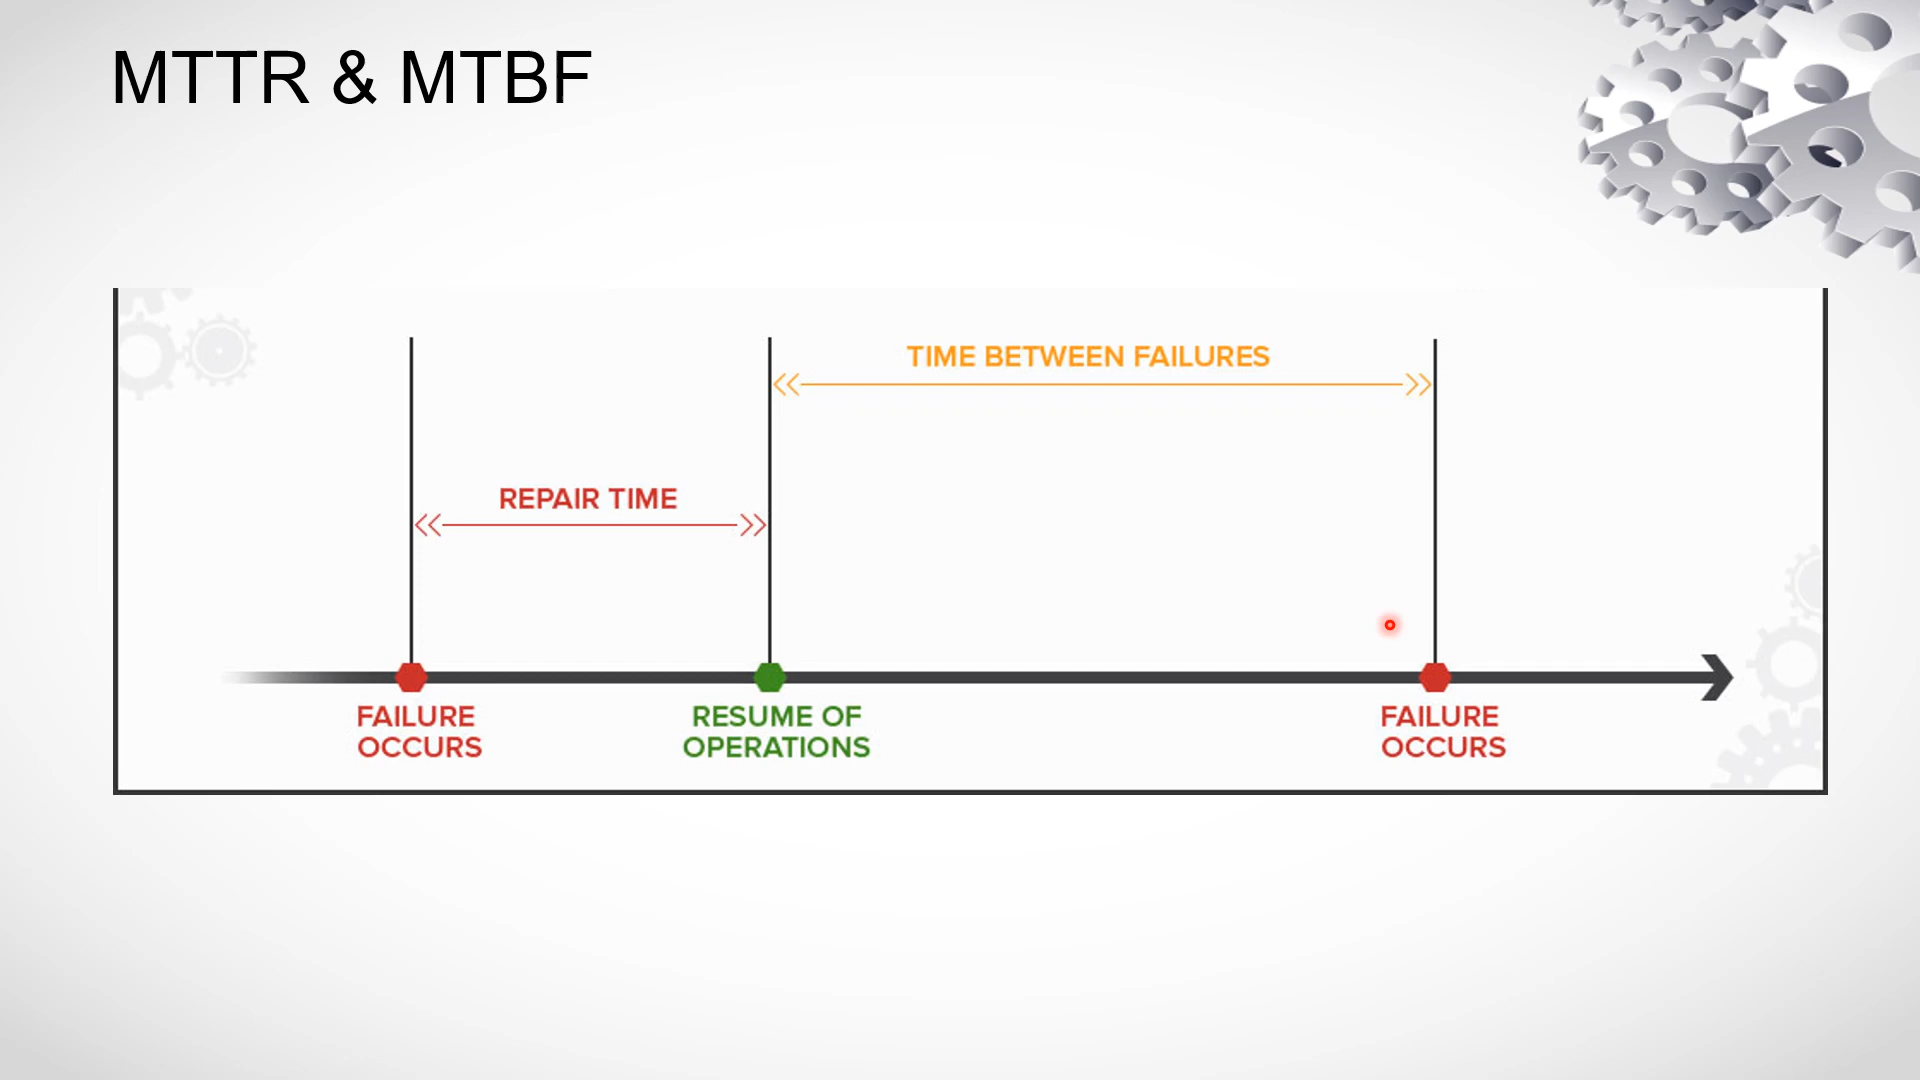 MTTR & MTBF
TIME BETWEEN FAILURES
REPAIR TIME
FAILURE
OCCURS
RESUME OF
OPERATIONS
FAILURE
OCCURS